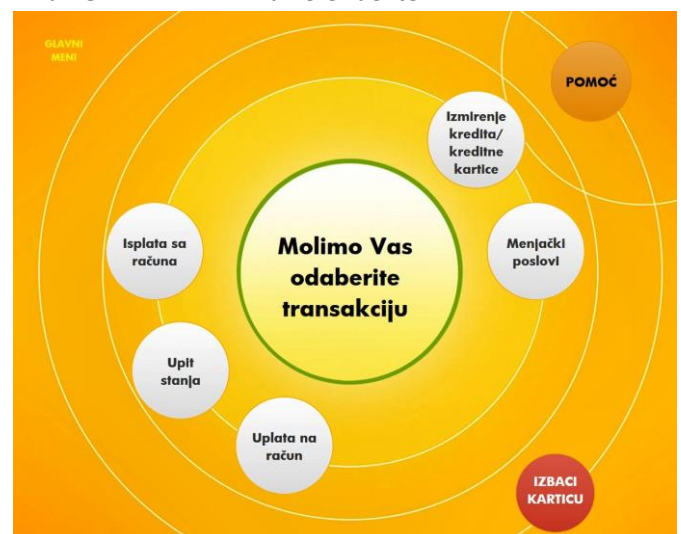 GLAVNI
MENI
POMOĆ
Izmirenje
kredita/
kreditne
kartice
Isplata sa
računa
Molimo Vas
odaberite
transakciju
Menjački
poslovi
Upit
stanja
Uplata na
račun
IZBACI
KARTICU